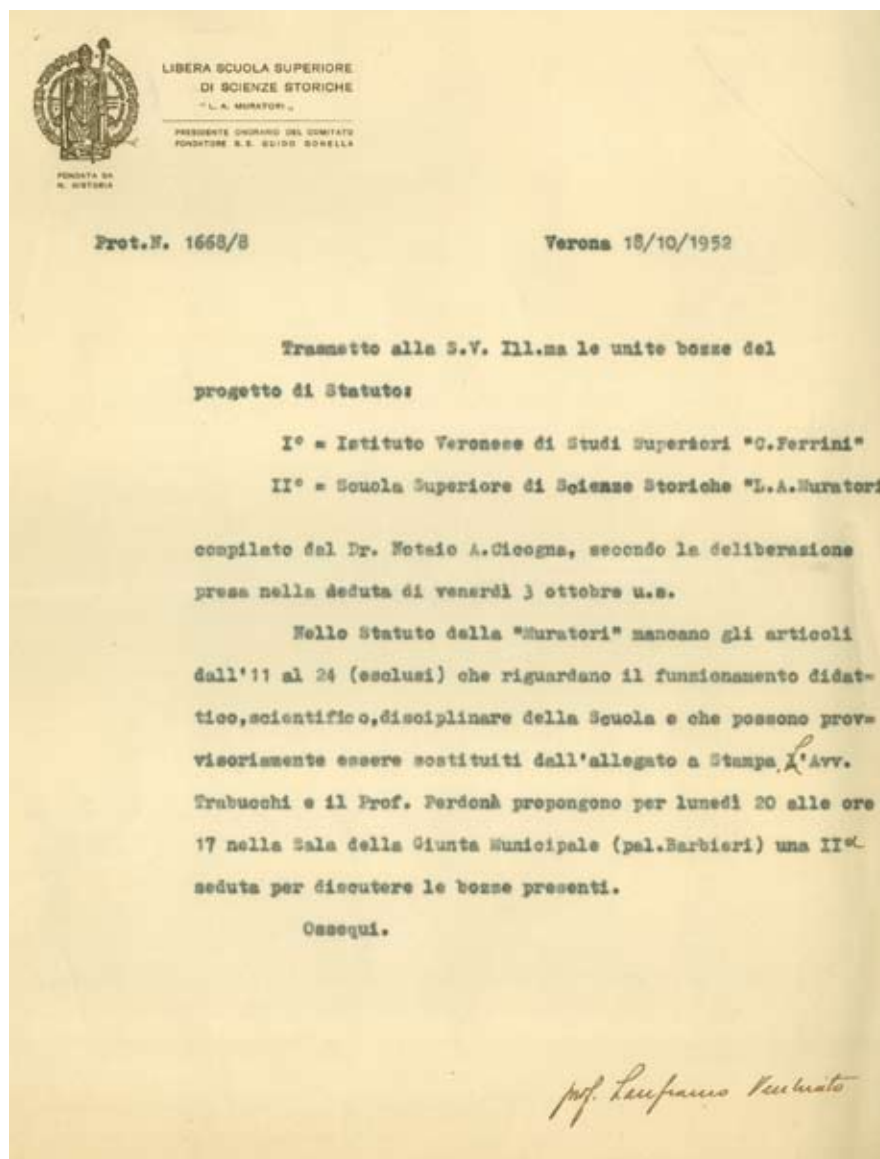 LIBERA SCUOLA SUPERIORE
DI SCIENZE STORICHE
"L. A. MURATORI"
PRESIDENTE ONORARIO DEL COMITATO
FONDATORE S. E. GUIDO GONELLA
FONDATA DA
N. HISTORIA
Prot.N. 1668/8 Verona 18/10/1952
Trasmetto alla S.V. Ill.ma le unite bozze del
progetto di Statuto:
I° = Istituto Veronese di Studi Superiori "C.Ferrini"
II° = Scuola Superiore di Scienze Storiche "L.A.Muratori
compilato dal Dr. Notaio A.Cicogna, secondo la deliberazione
presa nella seduta di venerdì 3 ottobre u.s.
Nello Statuto della "Muratori" mancano gli articoli
dall'11 al 24 (esclusi) che riguardano il funzionamento didat=
tico,scientifico,disciplinare della Scuola e che possono prov=
visoriamente essere sostituiti dall'allegato a Stampa. L'Avv.
Trabucchi e il Prof. Perdonà propongono per lunedì 20 alle ore
17 nella Sala della Giunta Municipale (pal.Barbieri) una IIa
seduta per discutere le bozze presenti.
Ossequi.
prof. Lanfranco Vecchiato